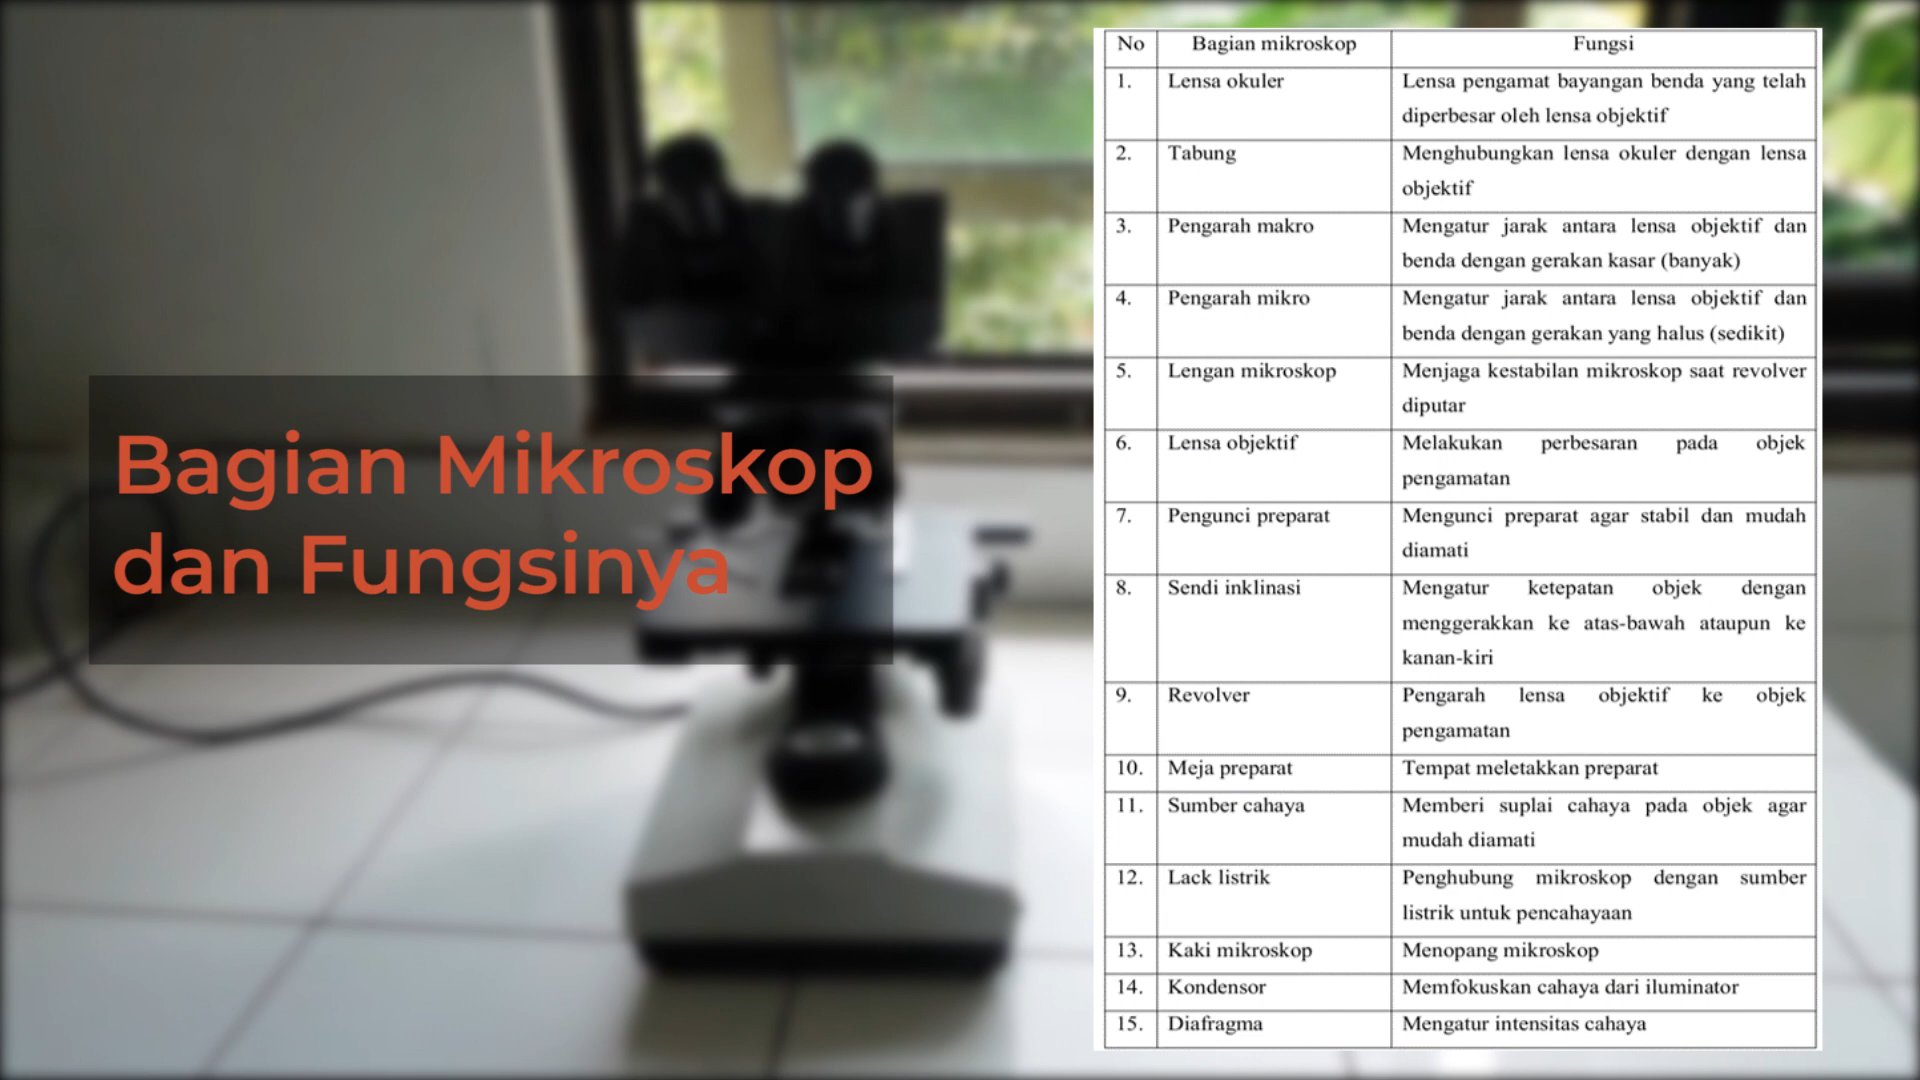 Bagian Mikroskop
dan Fungsinya
No Bagian mikroskop Fungsi
1. Lensa okuler Lensa pengamat bayangan benda yang telah
diperbesar oleh lensa objektif
2. Tabung Menghubungkan lensa okuler dengan lensa
objektif
3. Pengarah makro Mengatur jarak antara lensa objektif dan
benda dengan gerakan kasar (banyak)
4. Pengarah mikro Mengatur jarak antara lensa objektif dan
benda dengan gerakan yang halus (sedikit)
5. Lengan mikroskop Menjaga kestabilan mikroskop saat revolver
diputar
6. Lensa objektif Melakukan perbesaran pada objek
pengamatan
7. Pengunci preparat Mengunci preparat agar stabil dan mudah
diamati
8. Sendi inklinasi Mengatur ketepatan objek dengan
menggerakkan ke atas-bawah ataupun ke
kanan-kiri
9. Revolver Pengarah lensa objektif ke objek
pengamatan
10. Meja preparat Tempat meletakkan preparat
11. Sumber cahaya Memberi suplai cahaya pada objek agar
mudah diamati
12. Lack listrik Penghubung mikroskop dengan sumber
listrik untuk pencahayaan
13. Kaki mikroskop Menopang mikroskop
14. Kondensor Memfokuskan cahaya dari iluminator
15. Diafragma Mengatur intensitas cahaya